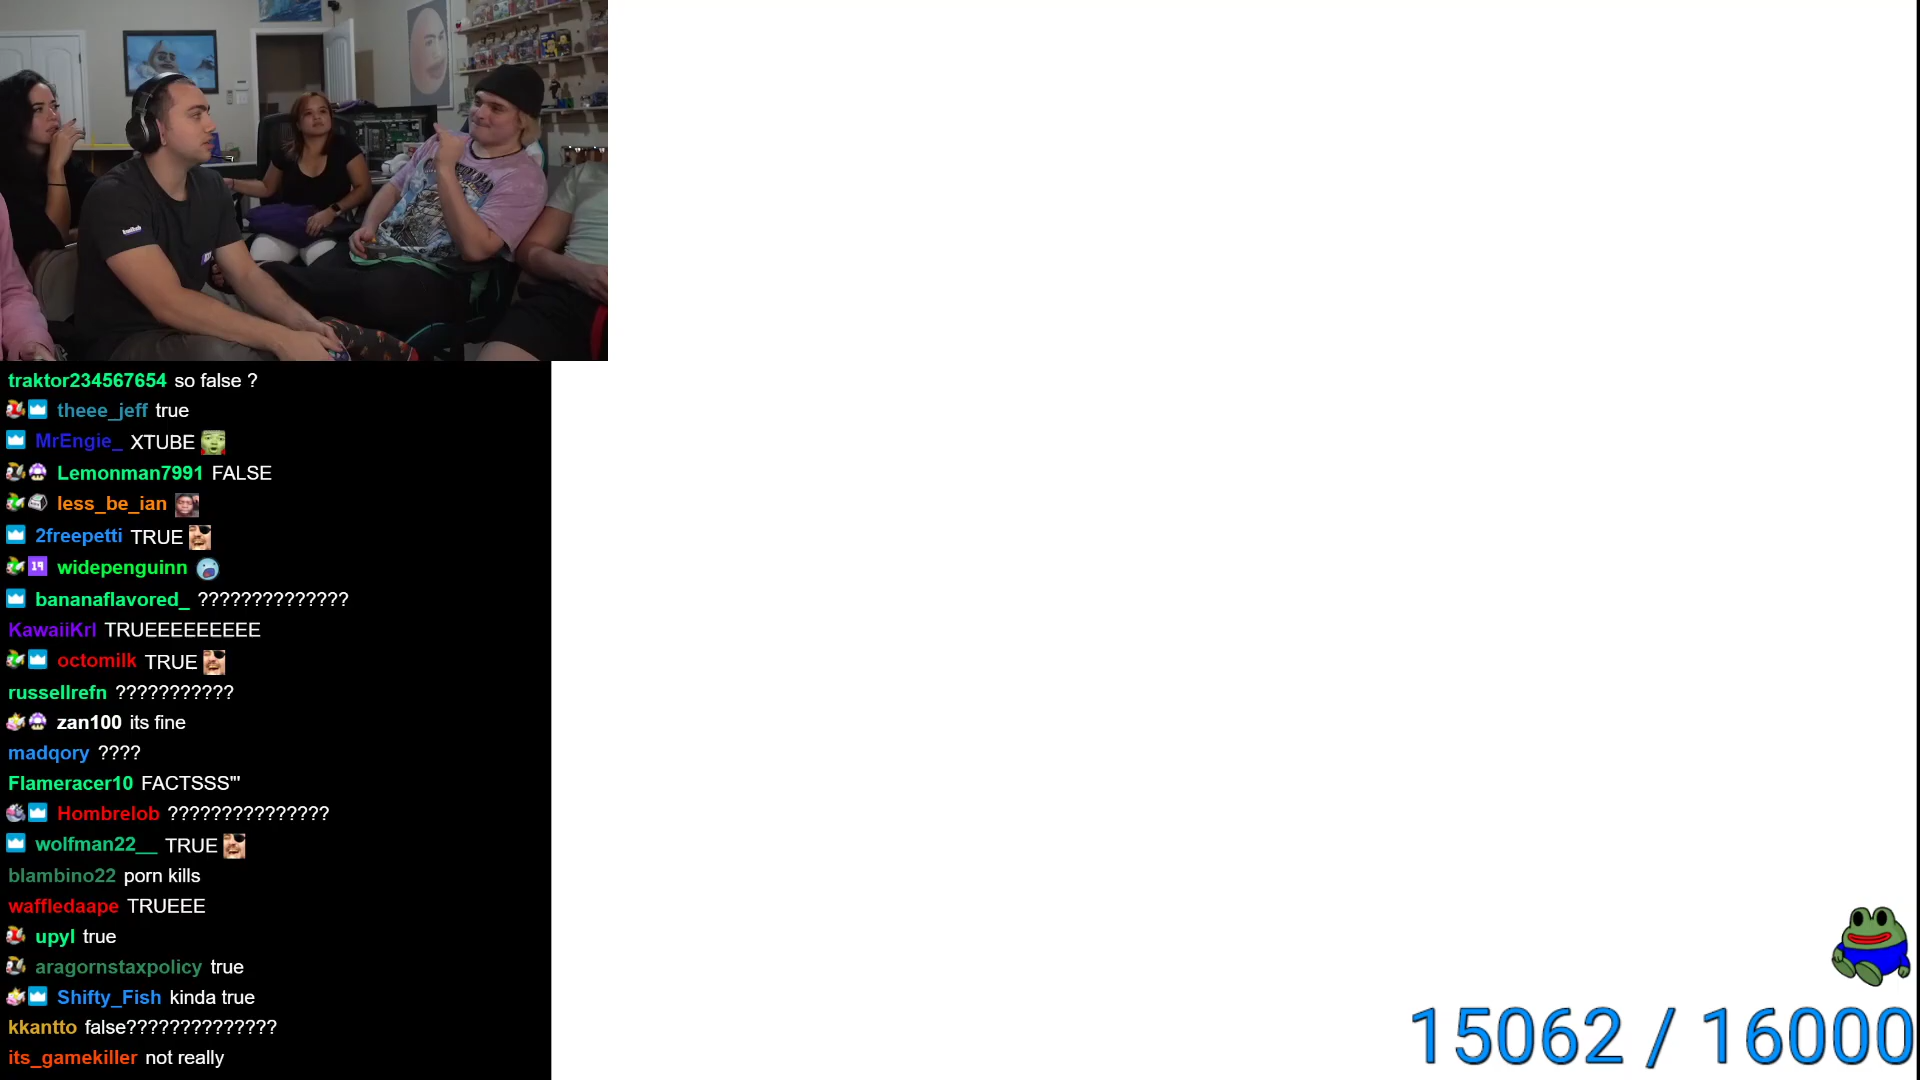 twitch
traktor234567654 so false ?
theee_jeff true
MrEngie_ XTUBE
Lemonman7991 FALSE
less_be_ian
2freepetti TRUE
19 widepenguinn
bananaflavored_ ??????????????
KawaiiKrl TRUEEEEEEEEE
octomilk TRUE
russellrefn ???????????
zan100 its fine
madqory ????
Flameracer10 FACTSSS"'
Hombrelob ???????????????
wolfman22__ TRUE
blambino22 porn kills
waffledaape TRUEEE
upyl true
aragornstaxpolicy true
Shifty_Fish kinda true
kkantto false??????????????
its_gamekiller not really
15062 / 16000